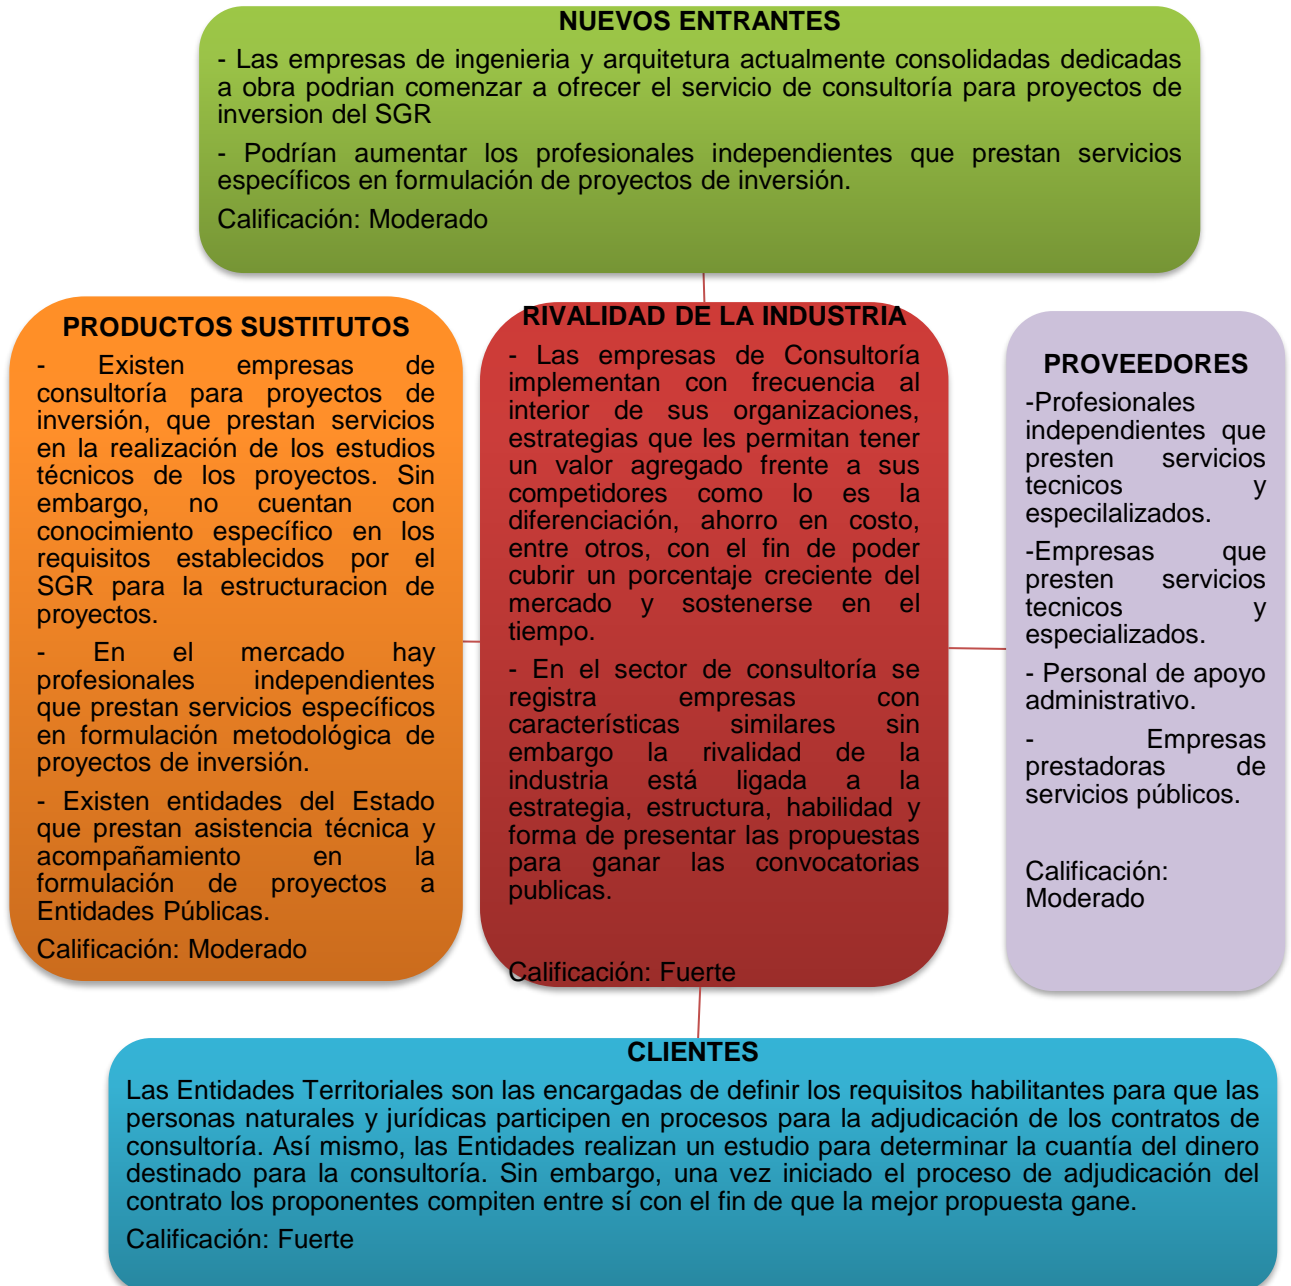 NUEVOS ENTRANTES
- Las empresas de ingenieria y arquitetura actualmente consolidadas dedicadas
a obra podrian comenzar a ofrecer el servicio de consultoría para proyectos de
inversion del SGR
- Podrían aumentar los profesionales independientes que prestan servicios
específicos en formulación de proyectos de inversión.
Calificación: Moderado
PRODUCTOS SUSTITUTOS
- Existen empresas de
consultoría para proyectos de
inversión, que prestan servicios
en la realización de los estudios
técnicos de los proyectos. Sin
embargo, no cuentan con
conocimiento específico en los
requisitos establecidos por el
SGR para la estructuracion de
proyectos.
- En el mercado hay
profesionales independientes
que prestan servicios específicos
en formulación metodológica de
proyectos de inversión.
- Existen entidades del Estado
que prestan asistencia técnica y
acompañamiento en la
formulación de proyectos a
Entidades Públicas.
Calificación: Moderado
RIVALIDAD DE LA INDUSTRIA
- Las empresas de Consultoría
implementan con frecuencia al
interior de sus organizaciones,
estrategias que les permitan tener
un valor agregado frente a sus
competidores como lo es la
diferenciación, ahorro en costo,
entre otros, con el fin de poder
cubrir un porcentaje creciente del
mercado y sostenerse en el
tiempo.
- En el sector de consultoría se
registra empresas con
características similares sin
embargo la rivalidad de la
industria está ligada a la
estrategia, estructura, habilidad y
forma de presentar las propuestas
para ganar las convocatorias
publicas.
Calificación: Fuerte
PROVEEDORES
-Profesionales
independientes que
presten servicios
tecnicos y
especilalizados.
-Empresas que
presten servicios
tecnicos y
especializados.
- Personal de apoyo
administrativo.
- Empresas
prestadoras de
servicios públicos.
Calificación:
Moderado
CLIENTES
Las Entidades Territoriales son las encargadas de definir los requisitos habilitantes para que las
personas naturales y jurídicas participen en procesos para la adjudicación de los contratos de
consultoría. Así mismo, las Entidades realizan un estudio para determinar la cuantía del dinero
destinado para la consultoría. Sin embargo, una vez iniciado el proceso de adjudicación del
contrato los proponentes compiten entre sí con el fin de que la mejor propuesta gane.
Calificación: Fuerte